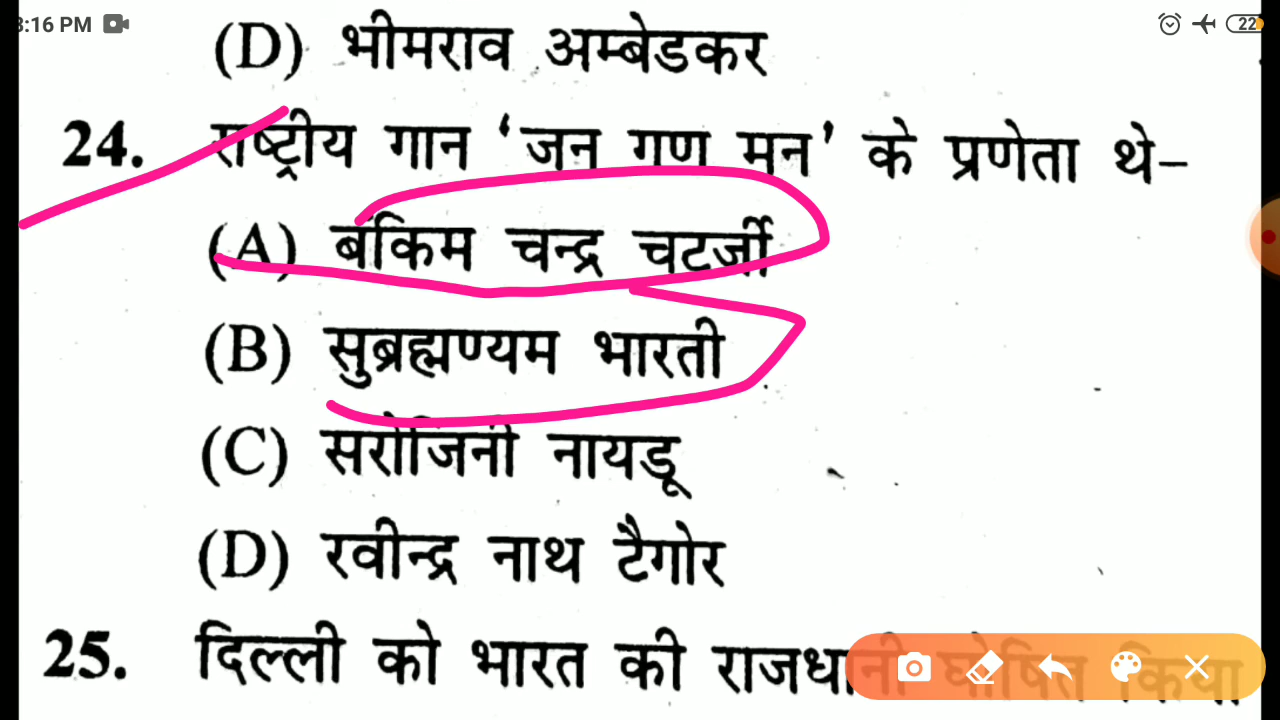 3:16 PM 22
(D) भीमराव अम्बेडकर
24. राष्ट्रीय गान ‘जन गण मन’ के प्रणेता थे–
(A) बंकिम चन्द्र चटर्जी
(B) सुब्रह्मण्यम भारती
(C) सरोजिनी नायडू
(D) रवीन्द्र नाथ टैगोर
25. दिल्ली को भारत की राजधानी घोषित किया